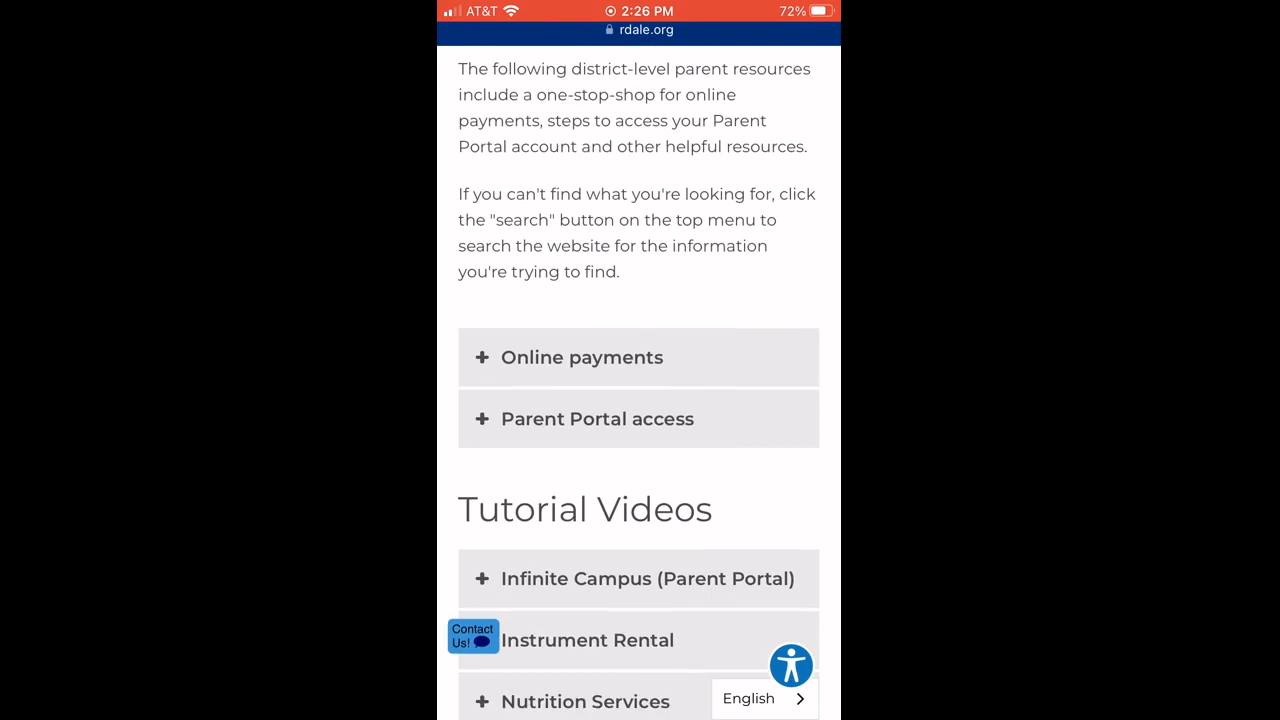 AT&T 2:26 PM 72%
rdale.org
The following district-level parent resources
include a one-stop-shop for online
payments, steps to access your Parent
Portal account and other helpful resources.
If you can't find what you're looking for, click
the "search" button on the top menu to
search the website for the information
you're trying to find.
+ Online payments
+ Parent Portal access
Tutorial Videos
+ Infinite Campus (Parent Portal)
Contact
Us!
Instrument Rental
+ Nutrition Services
English